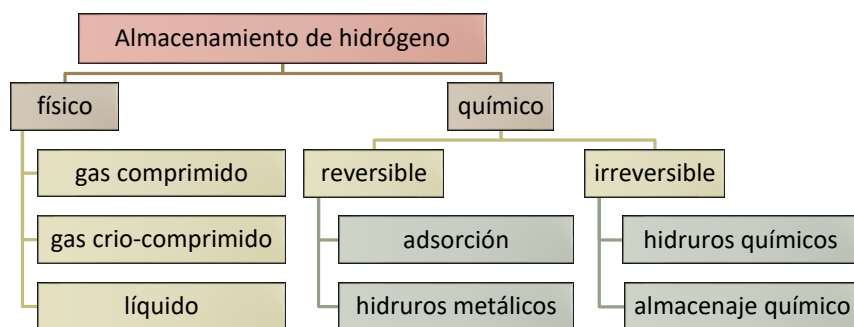 Almacenamiento de hidrógeno
físico
químico
gas comprimido
reversible
irreversible
gas crio-comprimido
adsorción
hidruros químicos
líquido
hidruros metálicos
almacenaje químico